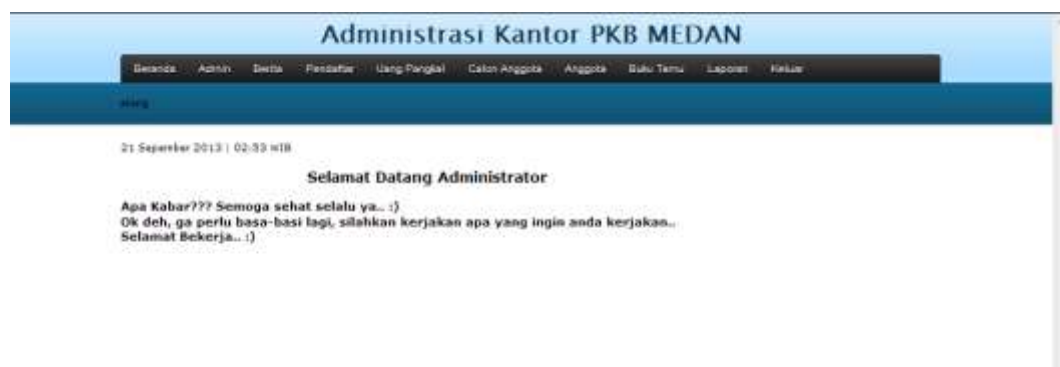 Administrasi Kantor PKB MEDAN
Beranda Admin Berita Pendaftar Uang Pangkal Calon Anggota Anggota Buku Tamu Laporan Keluar
21 September 2013 | 02:53 WIB
Selamat Datang Administrator
Apa Kabar??? Semoga sehat selalu ya.. :)
Ok deh, ga perlu basa-basi lagi, silahkan kerjakan apa yang ingin anda kerjakan..
Selamat Bekerja.. :)